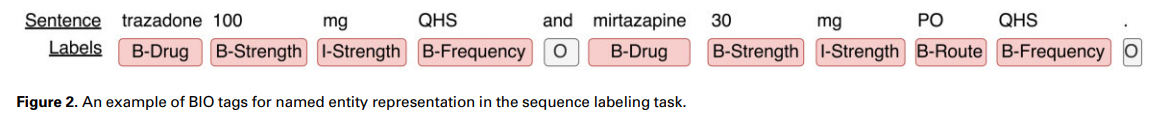 Sentence trazadone 100 mg QHS and mirtazapine 30 mg PO QHS .
Labels B-Drug B-Strength I-Strength B-Frequency O B-Drug B-Strength I-Strength B-Route B-Frequency O
Figure 2. An example of BIO tags for named entity representation in the sequence labeling task.